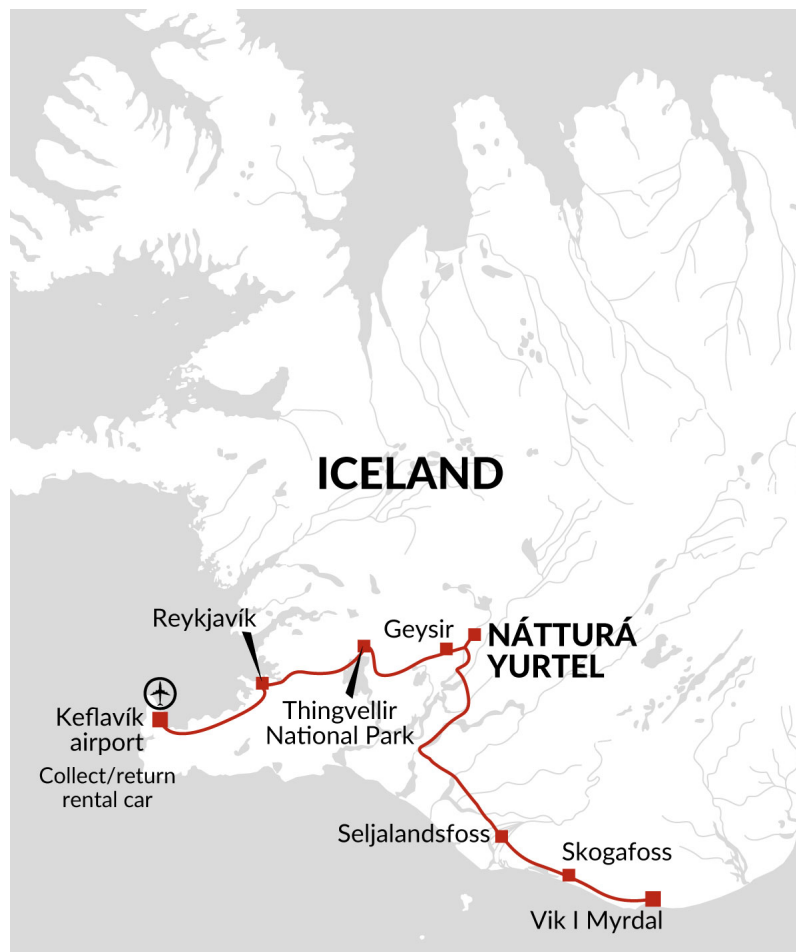 ICELAND
Reykjavík
Geysir
NÁTTURÁ
YURTEL
Keflavík
airport
Thingvellir
National Park
Collect/return
rental car
Seljalandsfoss
Skogafoss
Vik I Myrdal